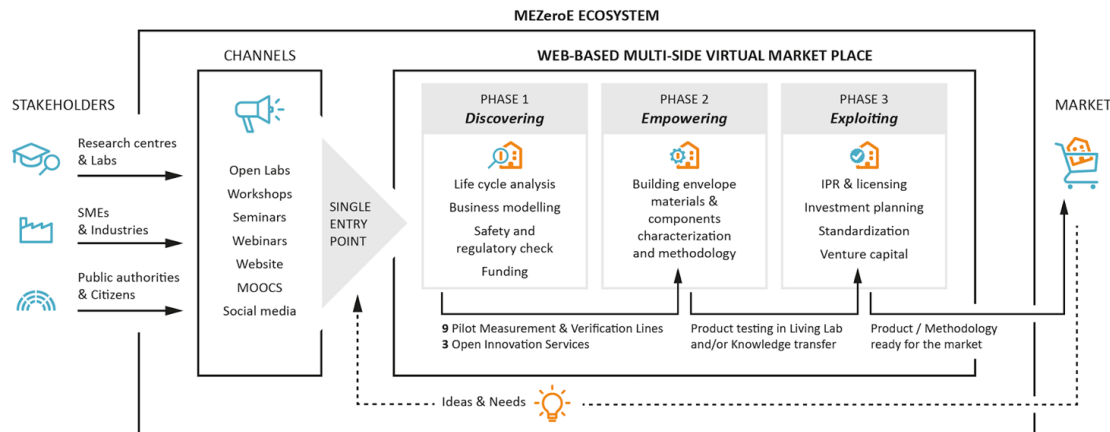 MEZeroE ECOSYSTEM
CHANNELS
WEB-BASED MULTI-SIDE VIRTUAL MARKET PLACE
STAKEHOLDERS
Research centres
& Labs
SMEs
& Industries
Public authorities
& Citizens
Open Labs
Workshops
Seminars
Webinars
Website
MOOCS
Social media
SINGLE
ENTRY
POINT
PHASE 1
Discovering
Life cycle analysis
Business modelling
Safety and
regulatory check
Funding
PHASE 2
Empowering
Building envelope
materials &
components
characterization
and methodology
PHASE 3
Exploiting
IPR & licensing
Investment planning
Standardization
Venture capital
MARKET
9 Pilot Measurement & Verification Lines
3 Open Innovation Services
Product testing in Living Lab
and/or Knowledge transfer
Product / Methodology
ready for the market
Ideas & Needs